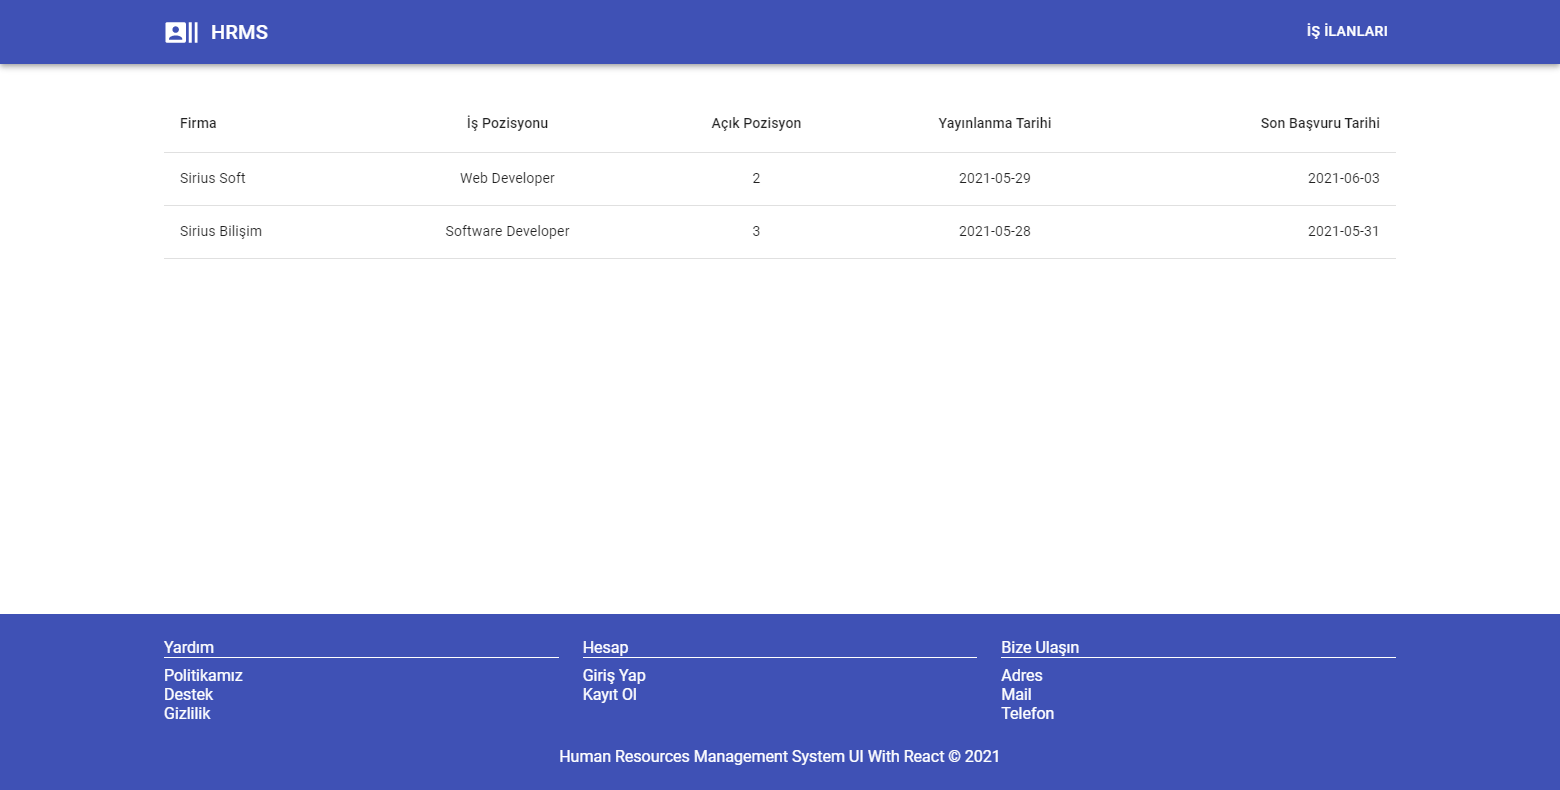 HRMS İŞ İLANLARI
Firma İş Pozisyonu Açık Pozisyon Yayınlanma Tarihi Son Başvuru Tarihi
Sirius Soft Web Developer 2 2021-05-29 2021-06-03
Sirius Bilişim Software Developer 3 2021-05-28 2021-05-31
Yardım Hesap Bize Ulaşın
Politikamız Giriş Yap Adres
Destek Kayıt Ol Mail
Gizlilik Telefon
Human Resources Management System UI With React © 2021